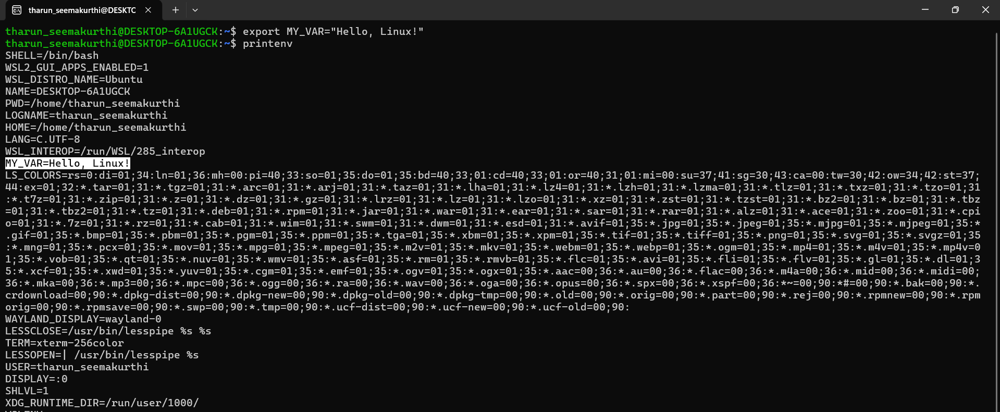 tharun_seemakurthi@DESKTC
tharun_seemakurthi@DESKTOP-6A1UGCK:~$ export MY_VAR="Hello, Linux!"
tharun_seemakurthi@DESKTOP-6A1UGCK:~$ printenv
SHELL=/bin/bash
WSL2_GUI_APPS_ENABLED=1
WSL_DISTRO_NAME=Ubuntu
NAME=DESKTOP-6A1UGCK
PWD=/home/tharun_seemakurthi
LOGNAME=tharun_seemakurthi
HOME=/home/tharun_seemakurthi
LANG=C.UTF-8
WSL_INTEROP=/run/WSL/285_interop
MY_VAR=Hello, Linux!
LS_COLORS=rs=0:di=01;34:ln=01;36:mh=00:pi=40;33:so=01;35:do=01;35:bd=40;33;01:cd=40;33;01:or=40;31;01:mi=00:su=37;41:sg=30;43:ca=00:tw=30;42:ow=34;42:st=37;
44:ex=01;32:*.tar=01;31:*.tgz=01;31:*.arc=01;31:*.arj=01;31:*.taz=01;31:*.lha=01;31:*.lz4=01;31:*.lzh=01;31:*.lzma=01;31:*.tlz=01;31:*.txz=01;31:*.tzo=01;31
:*.t7z=01;31:*.zip=01;31:*.z=01;31:*.dz=01;31:*.gz=01;31:*.lrz=01;31:*.lz=01;31:*.lzo=01;31:*.xz=01;31:*.zst=01;31:*.tzst=01;31:*.bz2=01;31:*.bz=01;31:*.tbz
=01;31:*.tbz2=01;31:*.tz=01;31:*.deb=01;31:*.rpm=01;31:*.jar=01;31:*.war=01;31:*.ear=01;31:*.sar=01;31:*.rar=01;31:*.alz=01;31:*.ace=01;31:*.zoo=01;31:*.cpi
o=01;31:*.7z=01;31:*.rz=01;31:*.cab=01;31:*.wim=01;31:*.swm=01;31:*.dwm=01;31:*.esd=01;31:*.avif=01;35:*.jpg=01;35:*.jpeg=01;35:*.mjpg=01;35:*.mjpeg=01;35:*
.gif=01;35:*.bmp=01;35:*.pbm=01;35:*.pgm=01;35:*.ppm=01;35:*.tga=01;35:*.xbm=01;35:*.xpm=01;35:*.tif=01;35:*.tiff=01;35:*.png=01;35:*.svg=01;35:*.svgz=01;35
:*.mng=01;35:*.pcx=01;35:*.mov=01;35:*.mpg=01;35:*.mpeg=01;35:*.m2v=01;35:*.mkv=01;35:*.webm=01;35:*.webp=01;35:*.ogm=01;35:*.mp4=01;35:*.m4v=01;35:*.mp4v=0
1;35:*.vob=01;35:*.qt=01;35:*.nuv=01;35:*.wmv=01;35:*.asf=01;35:*.rm=01;35:*.rmvb=01;35:*.flc=01;35:*.avi=01;35:*.fli=01;35:*.flv=01;35:*.gl=01;35:*.dl=01;3
5:*.xcf=01;35:*.xwd=01;35:*.yuv=01;35:*.cgm=01;35:*.emf=01;35:*.ogv=01;35:*.ogx=01;35:*.aac=00;36:*.au=00;36:*.flac=00;36:*.m4a=00;36:*.mid=00;36:*.midi=00;
36:*.mka=00;36:*.mp3=00;36:*.mpc=00;36:*.ogg=00;36:*.ra=00;36:*.wav=00;36:*.oga=00;36:*.opus=00;36:*.spx=00;36:*.xspf=00;36:*~=00;90:*#=00;90:*.bak=00;90:*.
crdownload=00;90:*.dpkg-dist=00;90:*.dpkg-new=00;90:*.dpkg-old=00;90:*.dpkg-tmp=00;90:*.old=00;90:*.orig=00;90:*.part=00;90:*.rej=00;90:*.rpmnew=00;90:*.rpm
orig=00;90:*.rpmsave=00;90:*.swp=00;90:*.tmp=00;90:*.ucf-dist=00;90:*.ucf-new=00;90:*.ucf-old=00;90:
WAYLAND_DISPLAY=wayland-0
LESSCLOSE=/usr/bin/lesspipe %s %s
TERM=xterm-256color
LESSOPEN=| /usr/bin/lesspipe %s
USER=tharun_seemakurthi
DISPLAY=:0
SHLVL=1
XDG_RUNTIME_DIR=/run/user/1000/